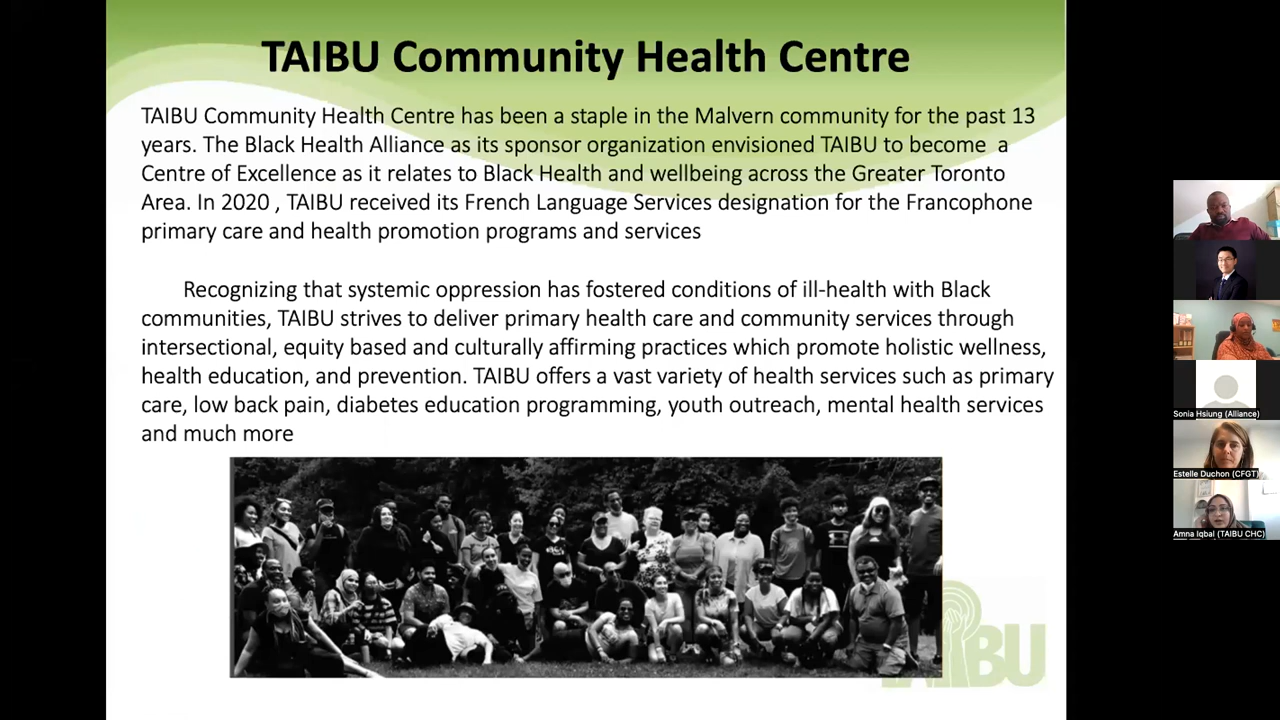 TAIBU Community Health Centre
TAIBU Community Health Centre has been a staple in the Malvern community for the past 13
years. The Black Health Alliance as its sponsor organization envisioned TAIBU to become a
Centre of Excellence as it relates to Black Health and wellbeing across the Greater Toronto
Area. In 2020 , TAIBU received its French Language Services designation for the Francophone
primary care and health promotion programs and services
Recognizing that systemic oppression has fostered conditions of ill-health with Black
communities, TAIBU strives to deliver primary health care and community services through
intersectional, equity based and culturally affirming practices which promote holistic wellness,
health education, and prevention. TAIBU offers a vast variety of health services such as primary
care, low back pain, diabetes education programming, youth outreach, mental health services
and much more
TAIBU
Sonia Hsiung (Alliance)
Estelle Duchon (CFGT)
Amna Iqbal (TAIBU CHC)